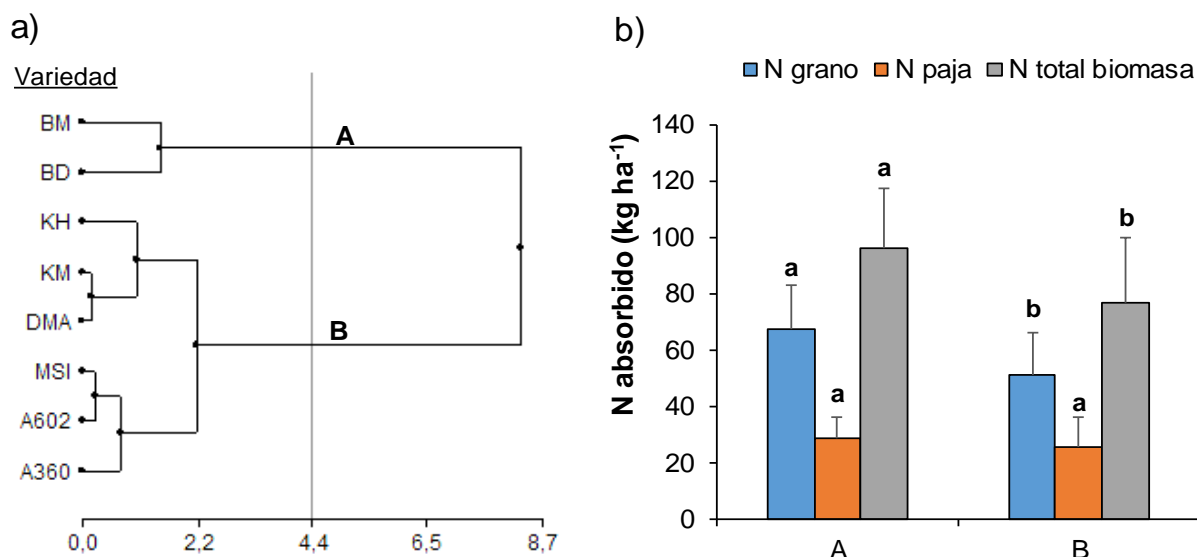 a)
Variedad
BM
BD
KH
KM
DMA
MSI
A602
A360
A
B
0,0 2,2 4,4 6,5 8,7
b)
N grano N paja N total biomasa
N absorbido (kg ha⁻¹)
140
120
100
80
60
40
20
0
a a a
b a b
A B